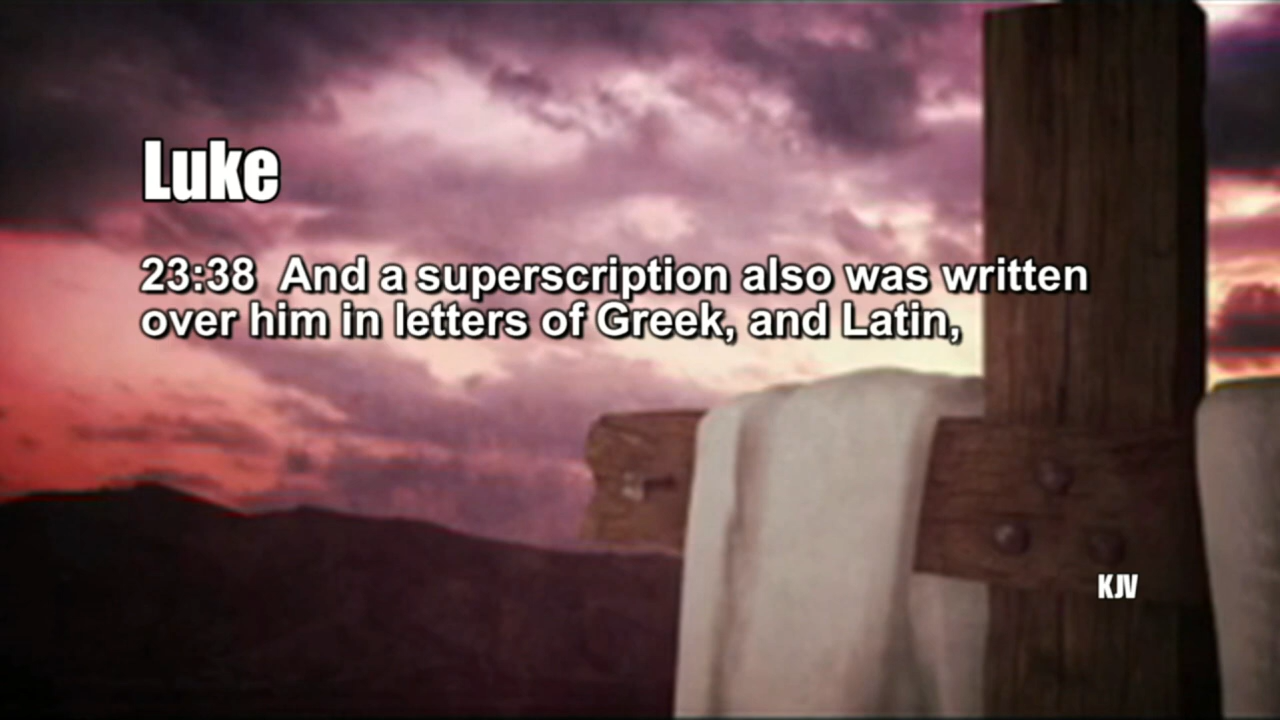 Luke
23:38  And a superscription also was written
over him in letters of Greek, and Latin,
KJV